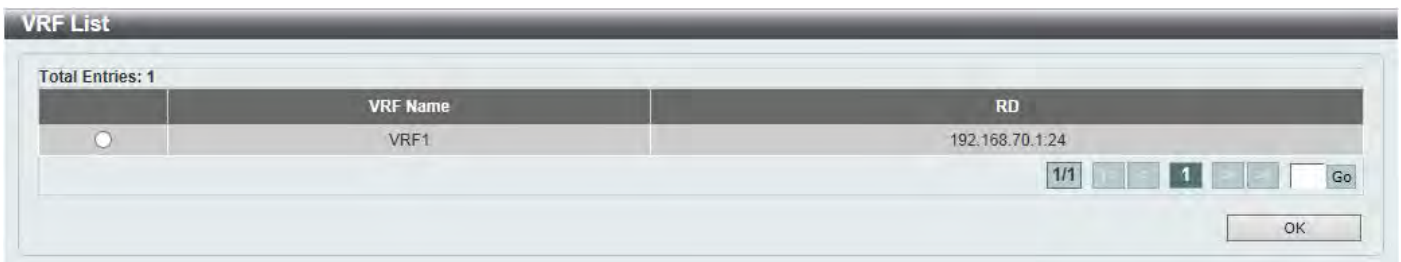 VRF List
Total Entries: 1
VRF Name RD
VRF1 192.168.70.1:24
1/1 1 Go
OK